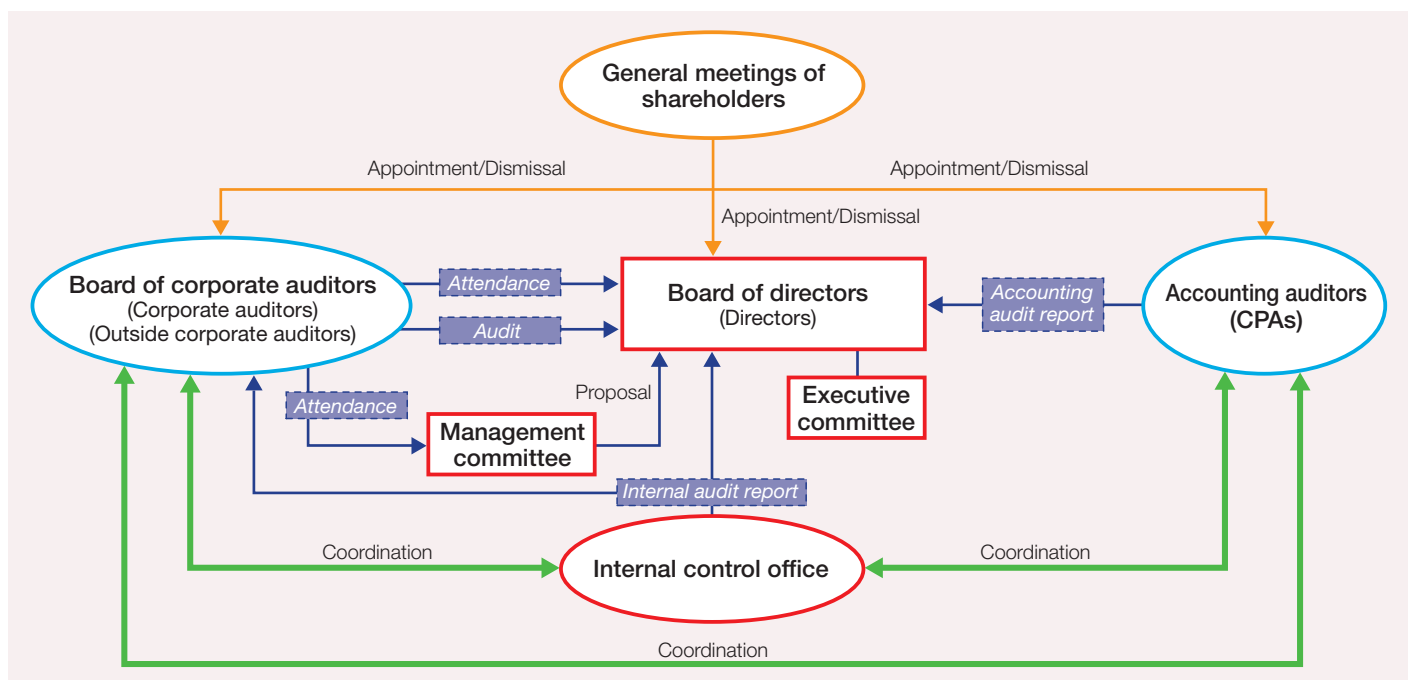 General meetings of
shareholders
Appointment/Dismissal
Appointment/Dismissal
Appointment/Dismissal
Board of corporate auditors
(Corporate auditors)
(Outside corporate auditors)
Attendance
Audit
Board of directors
(Directors)
Accounting
audit report
Accounting auditors
(CPAs)
Attendance
Proposal
Management
committee
Executive
committee
Internal audit report
Coordination
Internal control office
Coordination
Coordination